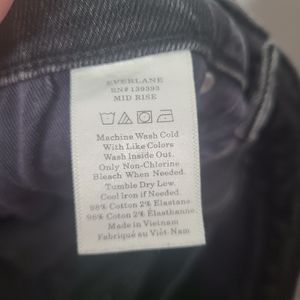 EVERLANE
RN# 139393
MID RISE
Machine Wash Cold
With Like Colors
Wash Inside Out.
Only Non-Chlorine
Bleach When Needed.
Tumble Dry Low.
Cool Iron if Needed.
98% Cotton 2% Elastane.
98% Coton 2% Élasthanne.
Made in Vietnam
Fabriqué au Viêt Nam